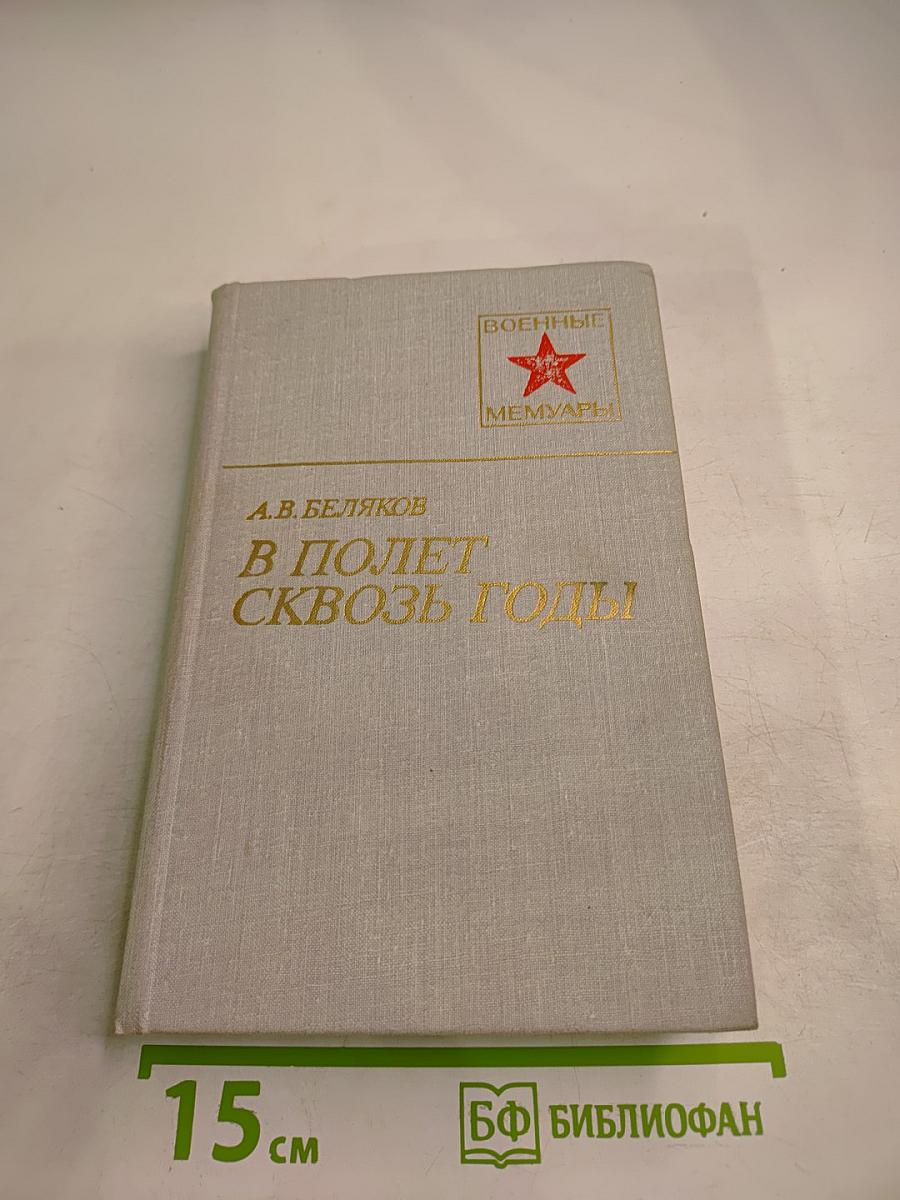 ВОЕННЫЕ
МЕМУАРЫ
А.В.БЕЛЯКОВ
В ПОЛЕТ
СКВОЗЬ ГОДЫ
15 см
БФ БИБЛИОФАН